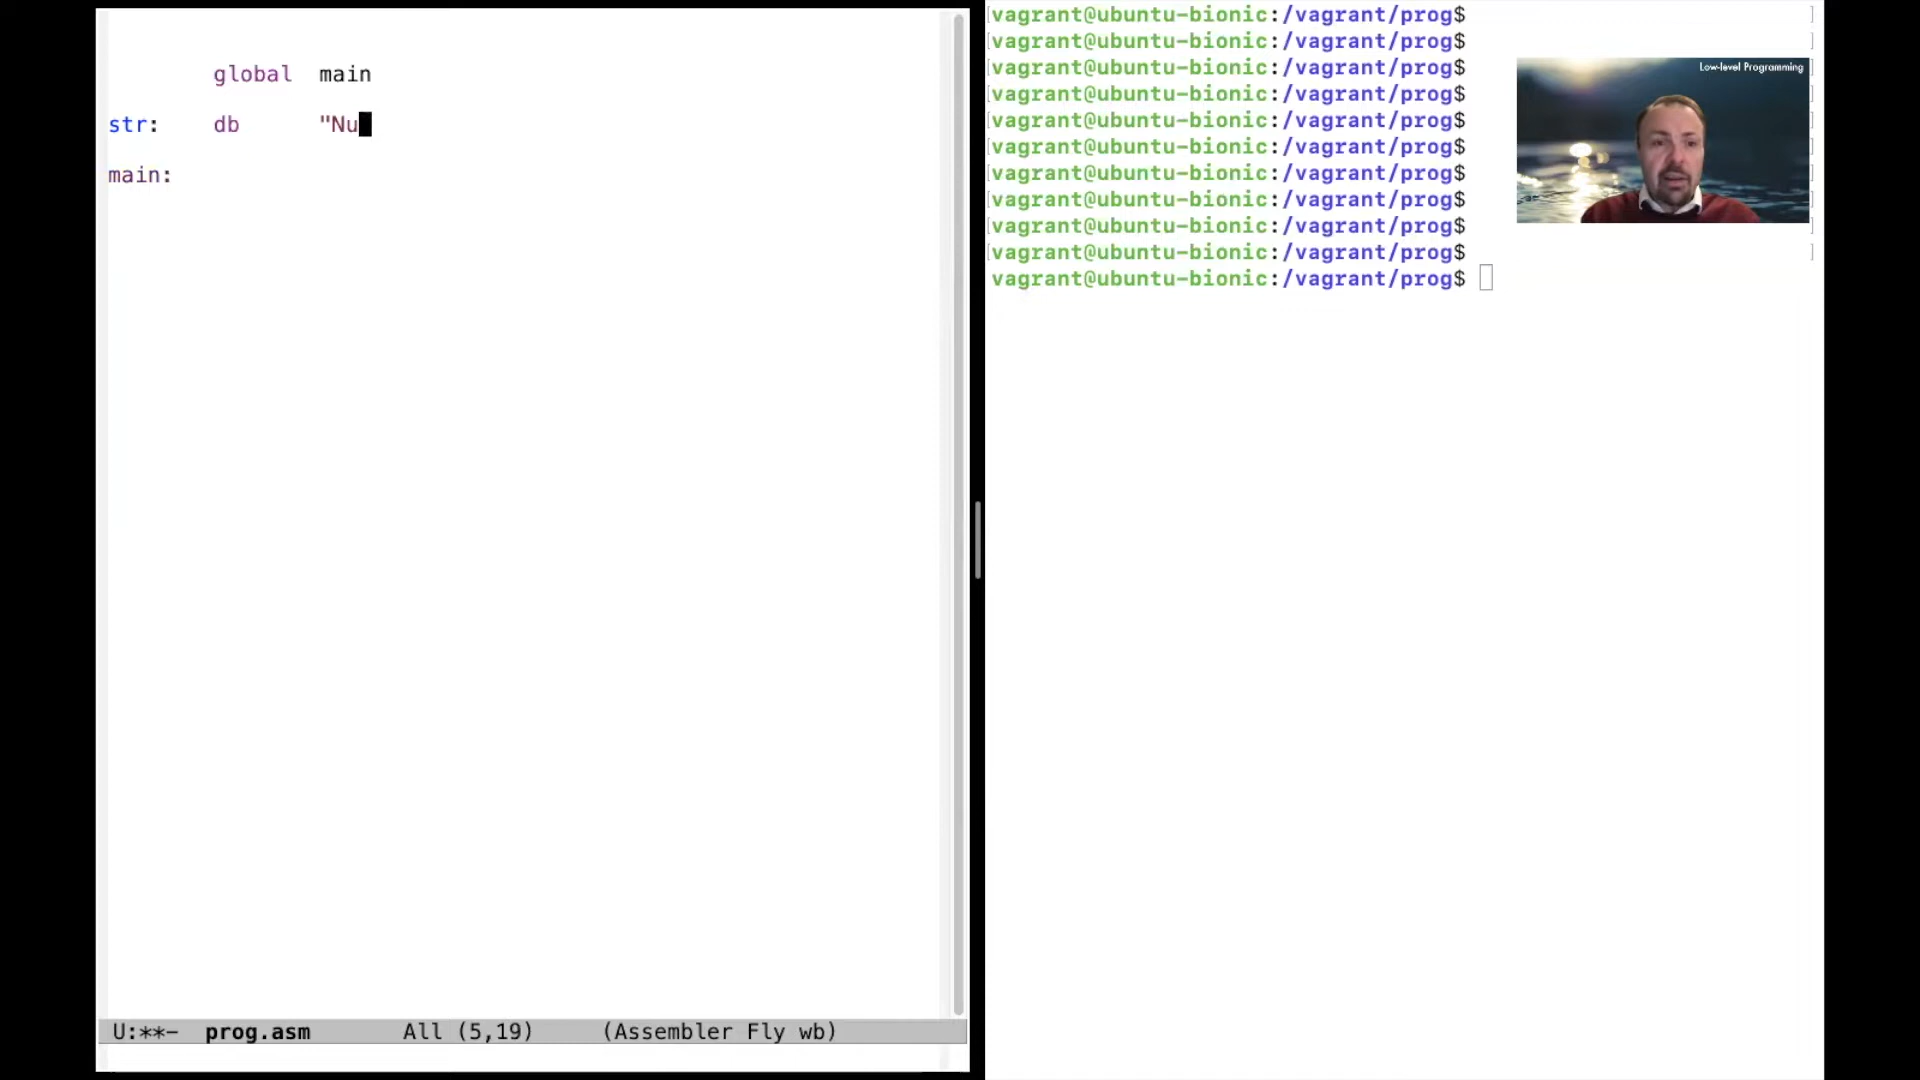 global main
str: db "Nu
main:
U:**- prog.asm All (5,19) (Assembler Fly wb)
[vagrant@ubuntu-bionic:/vagrant/prog$ ]
[vagrant@ubuntu-bionic:/vagrant/prog$ ]
[vagrant@ubuntu-bionic:/vagrant/prog$ ]
[vagrant@ubuntu-bionic:/vagrant/prog$ ]
[vagrant@ubuntu-bionic:/vagrant/prog$ ]
[vagrant@ubuntu-bionic:/vagrant/prog$ ]
[vagrant@ubuntu-bionic:/vagrant/prog$ ]
[vagrant@ubuntu-bionic:/vagrant/prog$ ]
[vagrant@ubuntu-bionic:/vagrant/prog$ ]
[vagrant@ubuntu-bionic:/vagrant/prog$ ]
vagrant@ubuntu-bionic:/vagrant/prog$
Low-level Programming